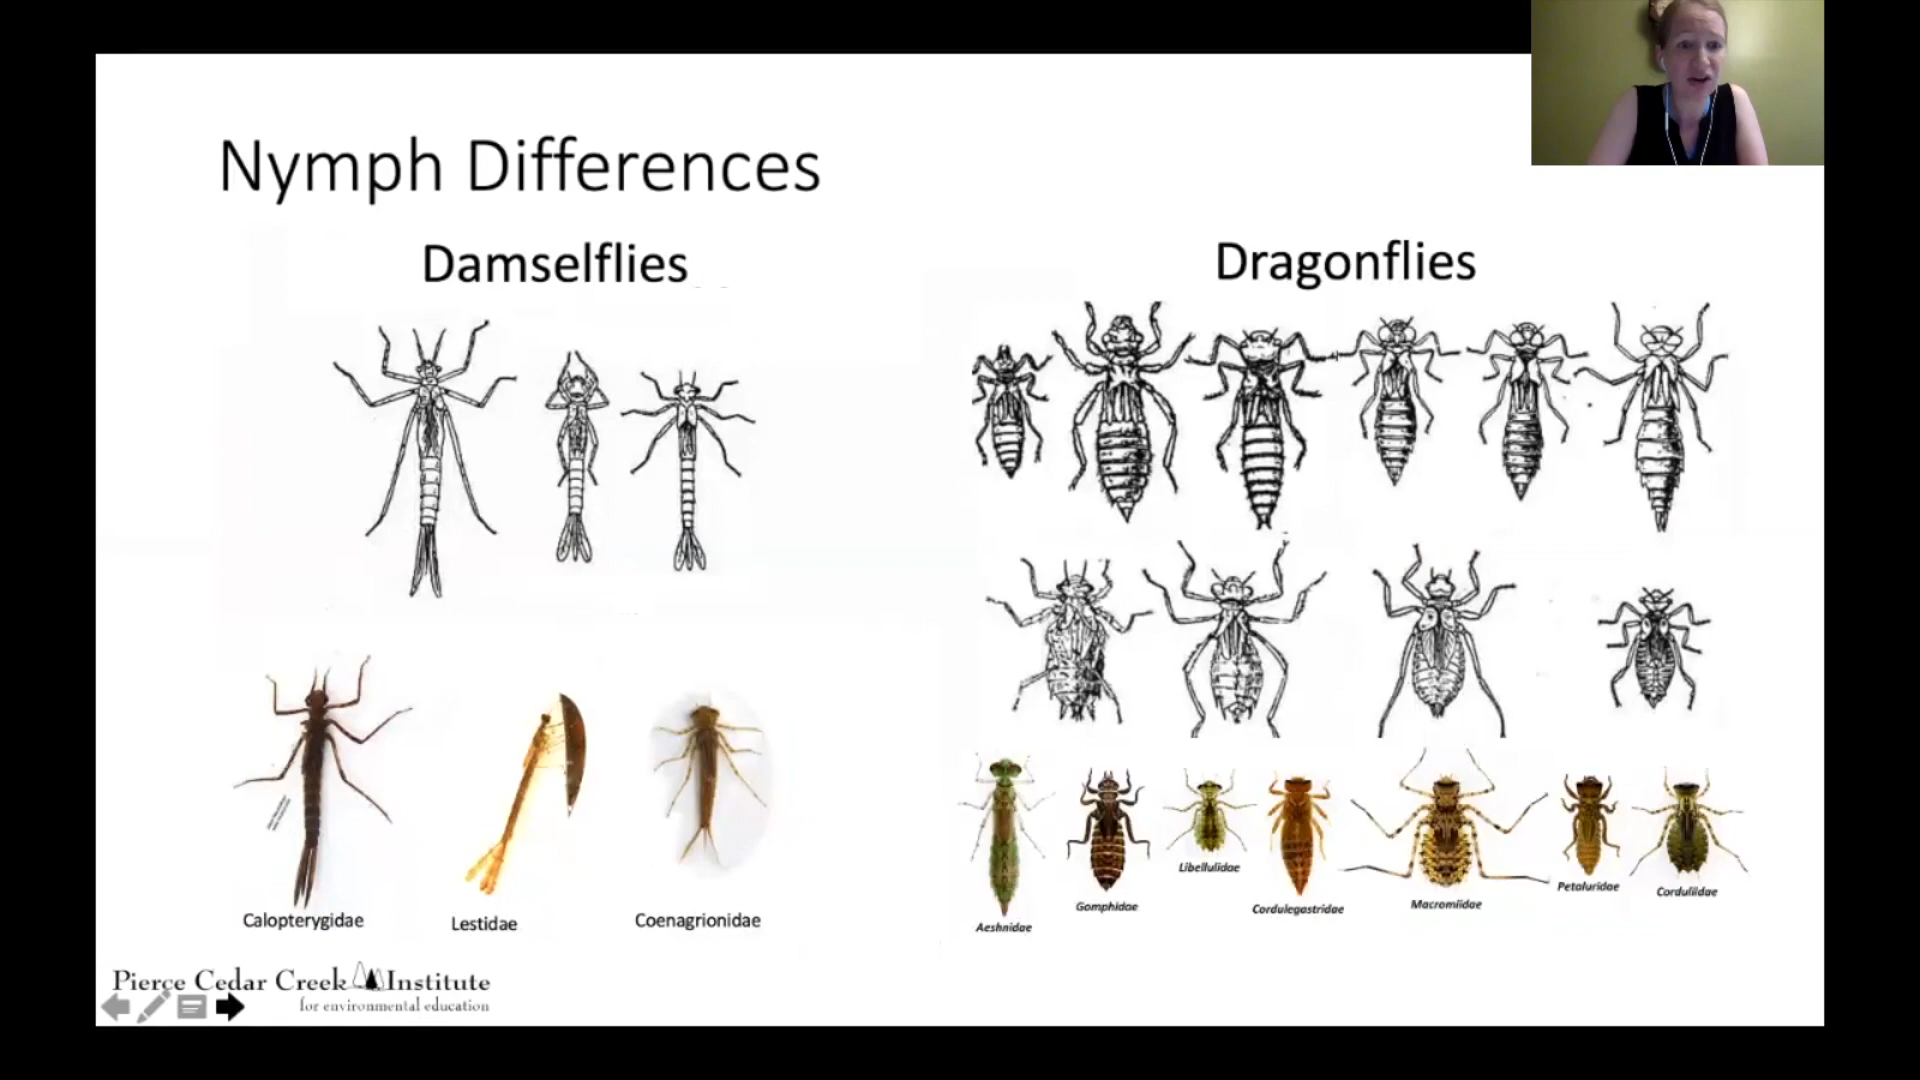 Nymph Differences
Damselflies
Dragonflies
Calopterygidae
Lestidae
Coenagrionidae
Aeshnidae
Gomphidae
Libellulidae
Cordulegastridae
Macromiidae
Petaluridae
Corduliidae
Pierce Cedar Creek Institute
for environmental education